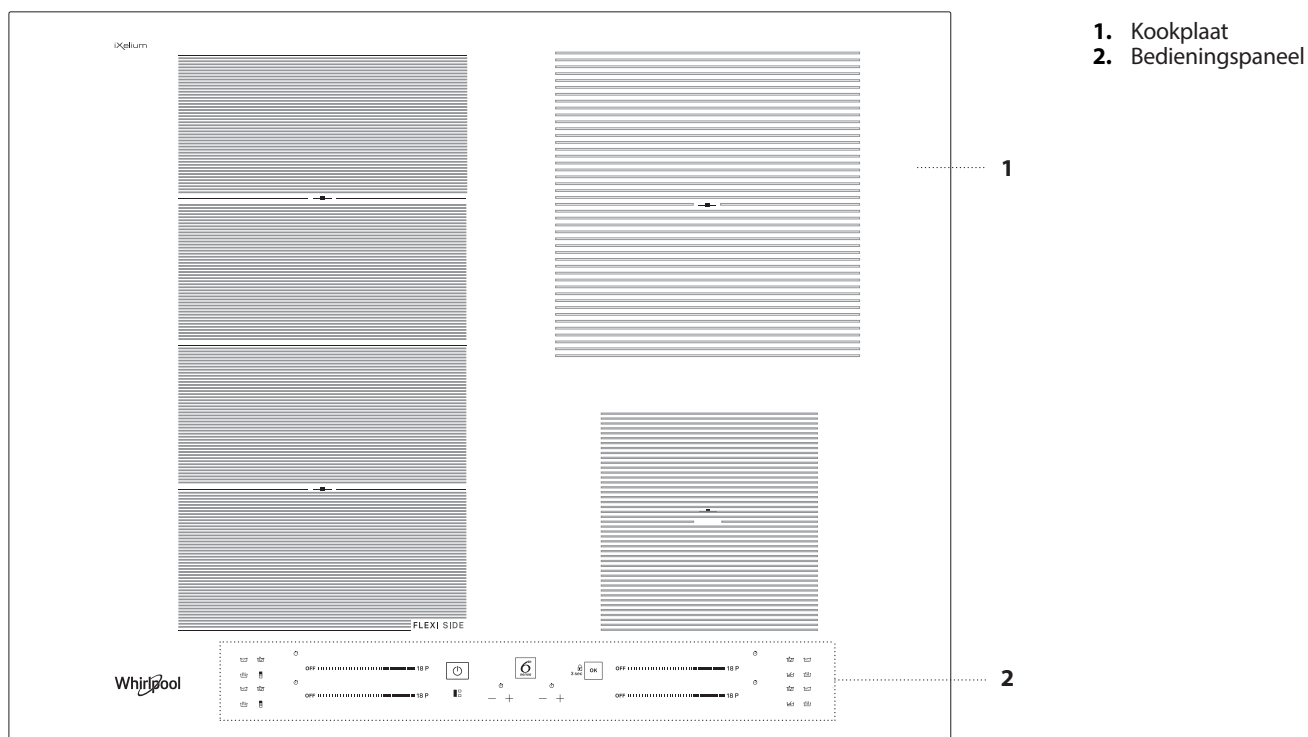 iXelium
1. Kookplaat
2. Bedieningspaneel
1
FLEXI SIDE
Whirlpool
OFF 18 P
6
3 sec
OK
OFF 18 P
OFF 18 P
OFF 18 P
2